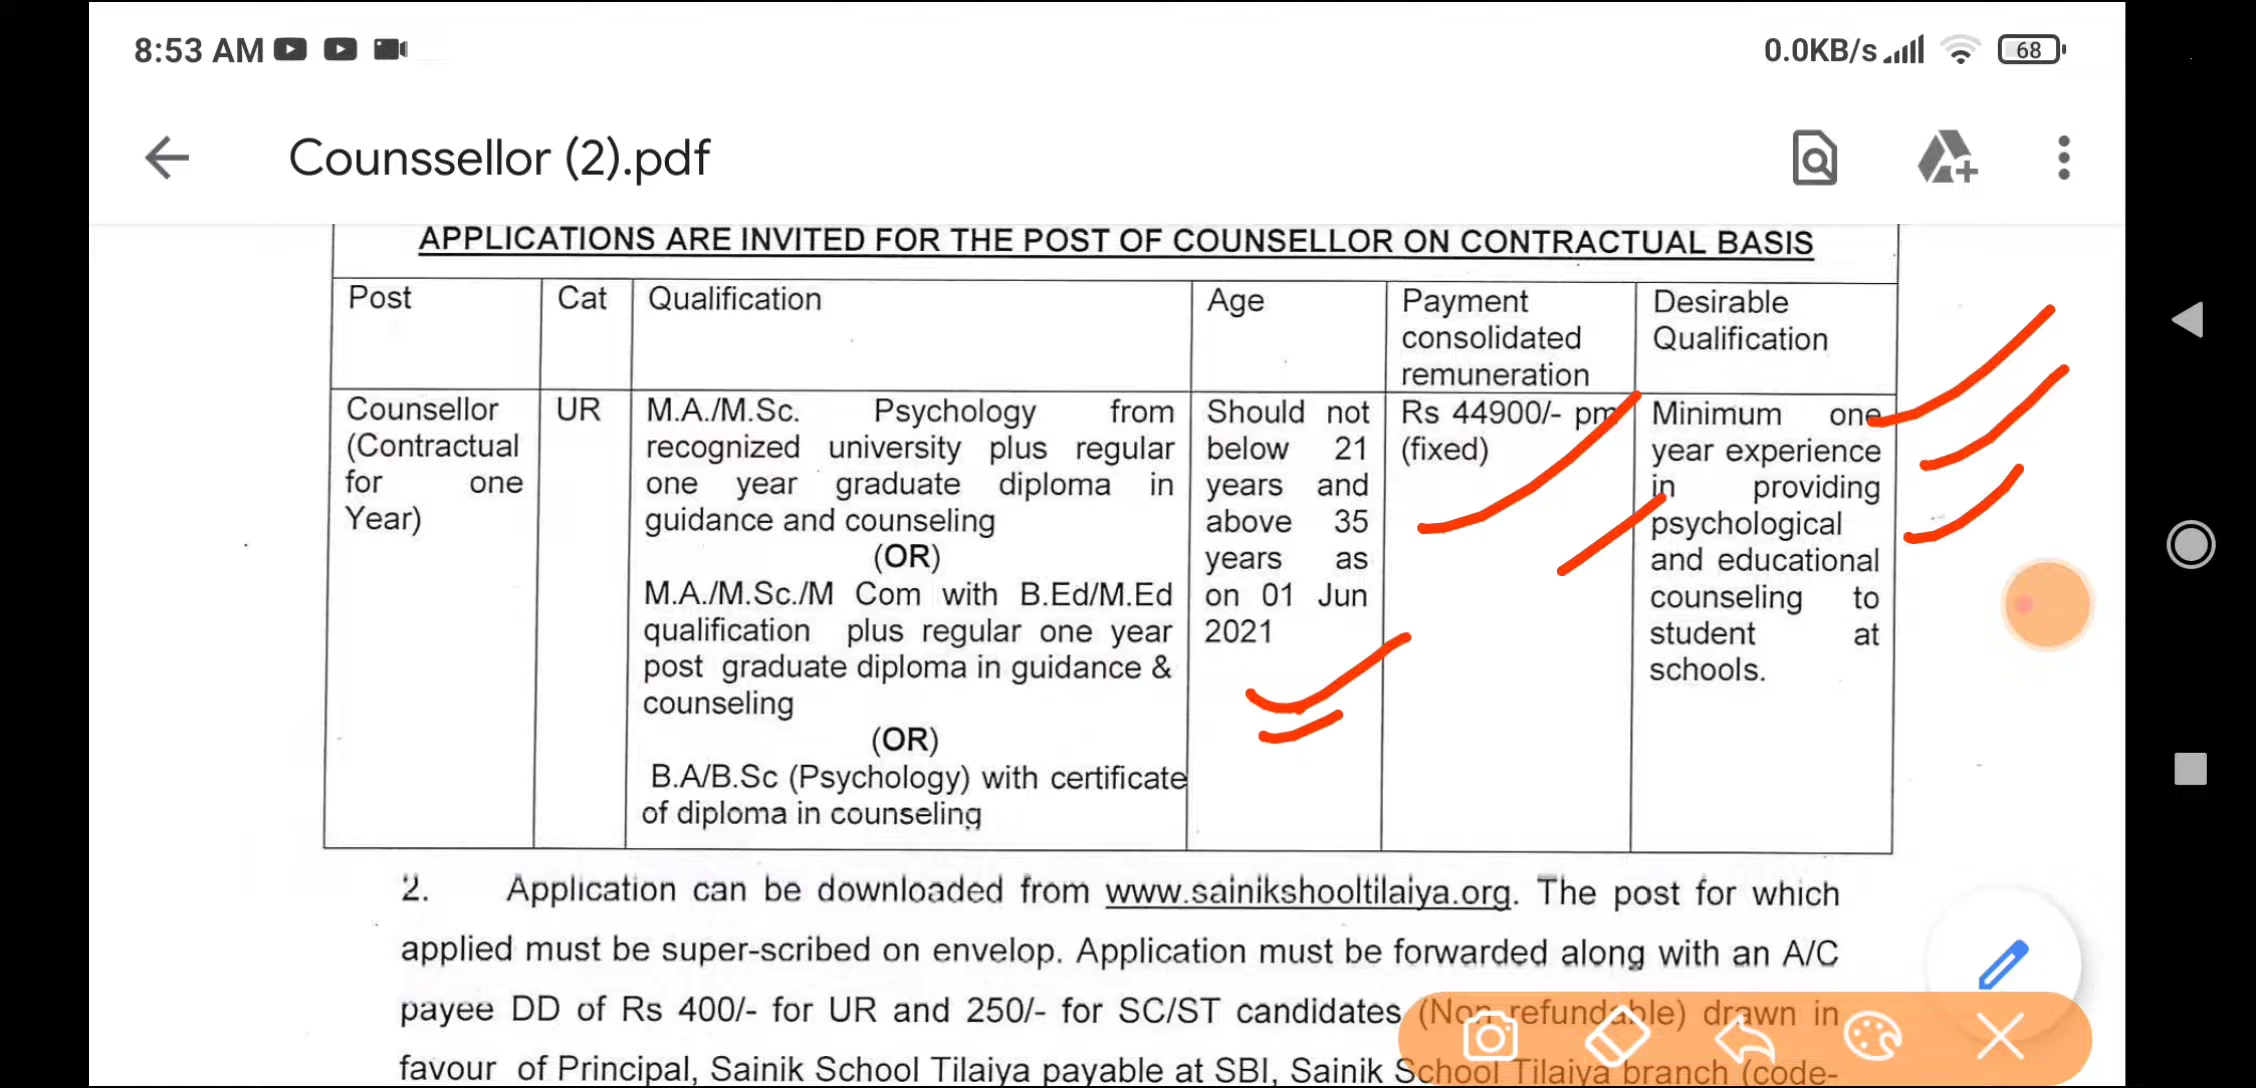 8:53 AM
0.0KB/s
68
Counssellor (2).pdf
APPLICATIONS ARE INVITED FOR THE POST OF COUNSELLOR ON CONTRACTUAL BASIS
Post
Cat
Qualification
Age
Payment
consolidated
remuneration
Desirable
Qualification
Counsellor
(Contractual
for one
Year)
UR
M.A./M.Sc. Psychology from
recognized university plus regular
one year graduate diploma in
guidance and counseling
(OR)
M.A./M.Sc./M Com with B.Ed/M.Ed
qualification plus regular one year
post graduate diploma in guidance &
counseling
(OR)
B.A/B.Sc (Psychology) with certificate
of diploma in counseling
Should not
below 21
years and
above 35
years as
on 01 Jun
2021
Rs 44900/- pm
(fixed)
Minimum one
year experience
in providing
psychological
and educational
counseling to
student at
schools.
2. Application can be downloaded from www.sainikshooltilaiya.org. The post for which
applied must be super-scribed on envelop. Application must be forwarded along with an A/C
payee DD of Rs 400/- for UR and 250/- for SC/ST candidates (Non refundable) drawn in
favour of Principal, Sainik School Tilaiya payable at SBI, Sainik School Tilaiya branch (code-